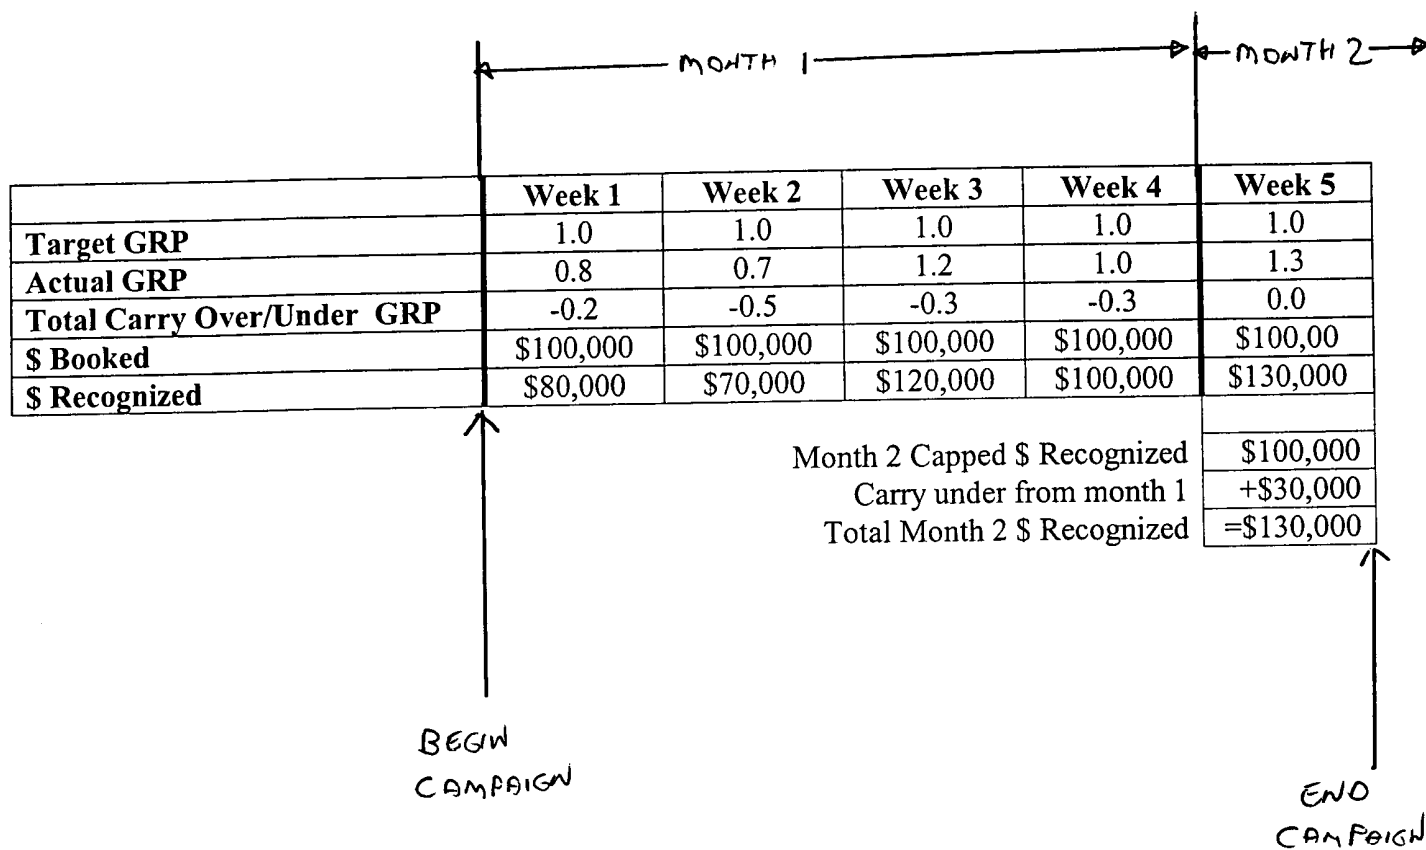 MONTH 1 MONTH 2
Week 1 Week 2 Week 3 Week 4 Week 5
Target GRP 1.0 1.0 1.0 1.0 1.0
Actual GRP 0.8 0.7 1.2 1.0 1.3
Total Carry Over/Under GRP -0.2 -0.5 -0.3 -0.3 0.0
$ Booked $100,000 $100,000 $100,000 $100,000 $100,00
$ Recognized $80,000 $70,000 $120,000 $100,000 $130,000
Month 2 Capped $ Recognized $100,000
Carry under from month 1 +$30,000
Total Month 2 $ Recognized =$130,000
BEGIN
CAMPAIGN
END
CAMPAIGN